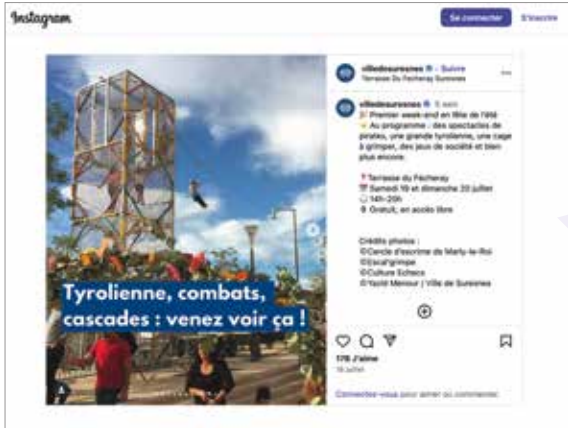 Instagram
Se connecter
S'inscrire
villedesuresnes • Suivre
Terrasse Du Fécheray Suresnes
villedesuresnes 5 sem
Premier week-end en fête de l'été
Au programme : des spectacles de
pirates, une grande tyrolienne, une cage
à grimper, des jeux de société et bien
plus encore.
Terrasse du Fécheray
Samedi 19 et dimanche 20 juillet
14h-20h
Gratuit, en accès libre
Crédits photos :
©Cercle d'escrime de Marly-le-Roi
©Escal'grimpe
©Culture Echecs
©Yazid Menour / Ville de Suresnes
Tyrolienne, combats,
cascades : venez voir ça !
178 J'aime
18 juillet
Connectez-vous pour aimer ou commenter.